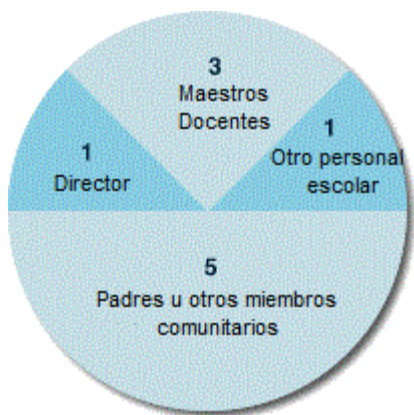 3
Maestros
Docentes
1
Director
1
Otro personal
escolar
5
Padres u otros miembros
comunitarios